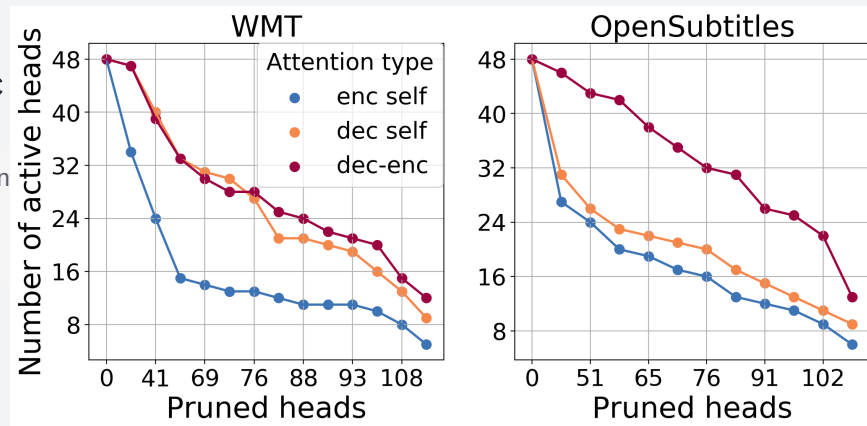 WMT
Number of active heads
48
40
32
24
16
8
Attention type
enc self
dec self
dec-enc
0 41 69 76 88 93 108
Pruned heads
OpenSubtitles
48
40
32
24
16
8
0 51 65 76 91 102
Pruned heads